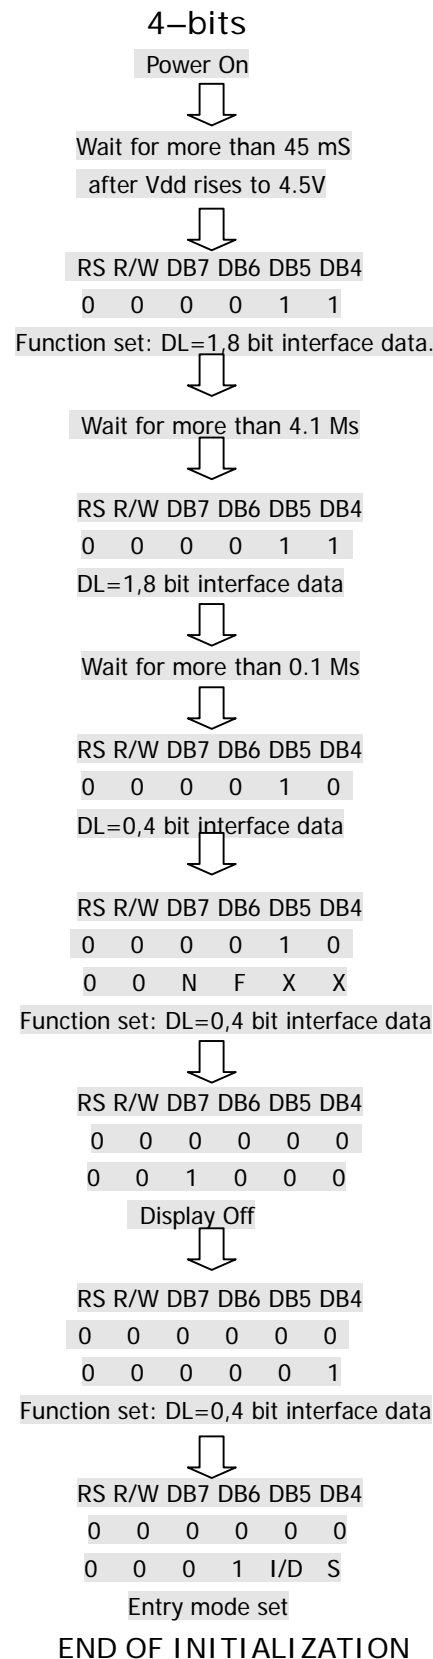 4–bits
Power On
Wait for more than 45 mS
after Vdd rises to 4.5V
RS R/W DB7 DB6 DB5 DB4
0 0 0 0 1 1
Function set: DL=1,8 bit interface data.
Wait for more than 4.1 Ms
RS R/W DB7 DB6 DB5 DB4
0 0 0 0 1 1
DL=1,8 bit interface data
Wait for more than 0.1 Ms
RS R/W DB7 DB6 DB5 DB4
0 0 0 0 1 0
DL=0,4 bit interface data
RS R/W DB7 DB6 DB5 DB4
0 0 0 0 1 0
0 0 N F X X
Function set: DL=0,4 bit interface data
RS R/W DB7 DB6 DB5 DB4
0 0 0 0 0 0
0 0 1 0 0 0
Display Off
RS R/W DB7 DB6 DB5 DB4
0 0 0 0 0 0
0 0 0 0 0 1
Function set: DL=0,4 bit interface data
RS R/W DB7 DB6 DB5 DB4
0 0 0 0 0 0
0 0 0 1 I/D S
Entry mode set
END OF INITIALIZATION